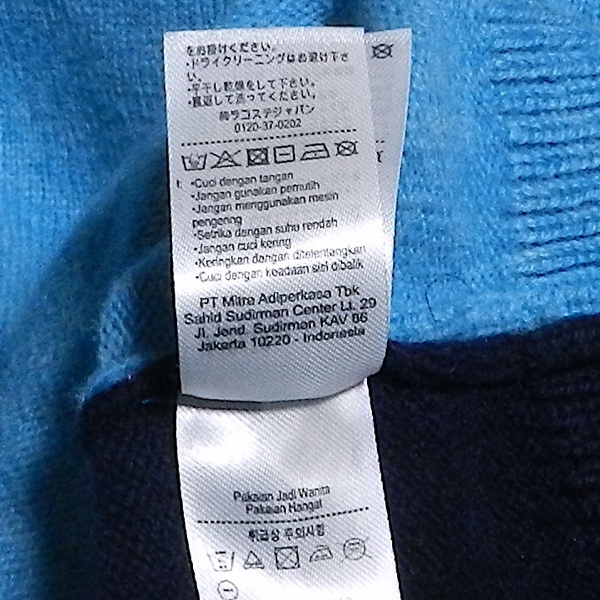 をお掛けください。
・ドライクリーニングはお避け下さ
い。
・平干し乾燥をして下さい。
・裏返して洗ってください。
㈱ラコステジャパン
0120-37-0202
t: •Cuci dengan tangan
•Jangan gunakan pemutih
•Jangan menggunakan mesin
pengering
•Setrika dengan suhu rendah
•Jangan cuci kering
•Keringkan dengan ditelentangkan
•Cuci dengan keadaan sisi dibalik
PT Mitra Adiperkasa Tbk
Sahid Sudirman Center Lt. 29
Jl. Jend. Sudirman KAV 86
Jakarta 10220 - Indonesia
Pakaian Jadi Wanita
Pakaian Hangat
취급상 주의사항